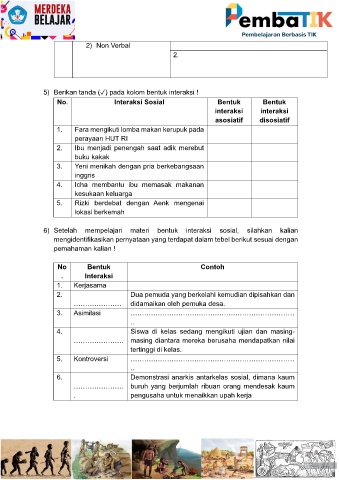 MERDEKA
BELAJAR
PembaTIK
Pembelajaran Berbasis TIK
2) Non Verbal
2.
5) Berikan tanda (✓) pada kolom bentuk interaksi !
No. Interaksi Sosial Bentuk interaksi asosiatif Bentuk interaksi disosiatif
1. Fara mengikuti lomba makan kerupuk pada
perayaan HUT RI
2. Ibu menjadi penengah saat adik merebut
buku kakak
3. Yeni menikah dengan pria berkebangsaan
inggris
4. Icha membantu ibu memasak makanan
kesukaan keluarga
5. Rizki berdebat dengan Aenk mengenai
lokasi berkemah
6) Setelah mempelajari materi bentuk interaksi sosial, silahkan kalian
mengidentifikasikan pernyataan yang terdapat dalam tebel berikut sesuai dengan
pemahaman kalian !
No. Bentuk Interaksi Contoh
1. Kerjasama
2. ………………… Dua pemuda yang berkelahi kemudian dipisahkan dan
didamaikan oleh pemuka desa.
3. Asimilasi ……………………………………………………………..
4. ………………… Siswa di kelas sedang mengikuti ujian dan masing-
masing diantara mereka berusaha mendapatkan nilai
tertinggi di kelas.
5. Kontroversi ……………………………………………………………..
6. …………………. Demonstrasi anarkis antarkelas sosial, dimana kaum
buruh yang berjumlah ribuan orang mendesak kaum
pengusaha untuk menaikkan upah kerja